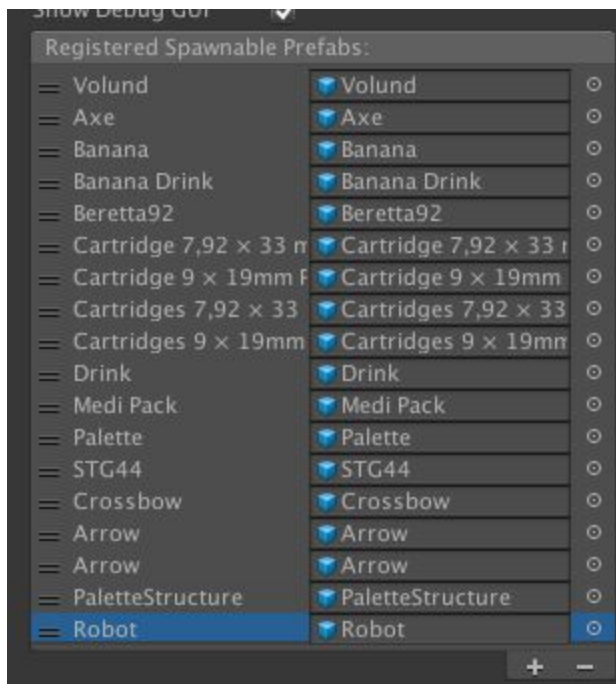 Show Debug GUI
Registered Spawnable Prefabs:
Volund Volund
Axe Axe
Banana Banana
Banana Drink Banana Drink
Beretta92 Beretta92
Cartridge 7,92 × 33 m Cartridge 7,92 × 33
Cartridge 9 × 19mm P Cartridge 9 × 19mm
Cartridges 7,92 × 33 Cartridges 7,92 × 33
Cartridges 9 × 19mm Cartridges 9 × 19mm
Drink Drink
Medi Pack Medi Pack
Palette Palette
STG44 STG44
Crossbow Crossbow
Arrow Arrow
Arrow Arrow
PaletteStructure PaletteStructure
Robot Robot
+ −